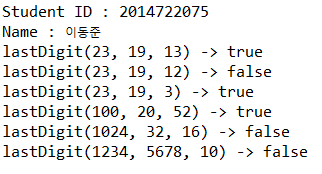 Student ID : 2014722075
Name : 이동준
lastDigit(23, 19, 13) -> true
lastDigit(23, 19, 12) -> false
lastDigit(23, 19, 3) -> true
lastDigit(100, 20, 52) -> true
lastDigit(1024, 32, 16) -> false
lastDigit(1234, 5678, 10) -> false